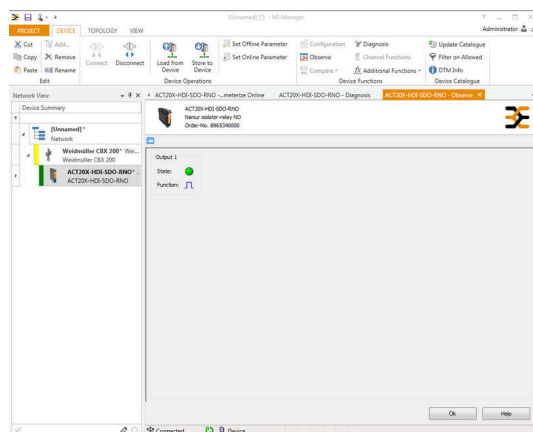 [Unnamed] (*) - WI-Manager
PROJECT DEVICE TOPOLOGY VIEW
Administrator
Cut Add... Set Offline Parameter Configuration Diagnosis Update Catalogue
Copy Remove Set Online Parameter Observe Channel Functions Filter on Allowed
Paste Rename Connect Disconnect Load from Device Store to Device Compare Additional Functions DTM Info
Edit Device Operations Device Functions Device Catalogue
Network View
Device Summary
ACT20X-HDI-SDO-RNO -...meterize Online ACT20X-HDI-SDO-RNO - Diagnosis ACT20X-HDI-SDO-RNO - Observe
[Unnamed]*
Network
Weidmüller CBX 200* Wei...
Weidmüller CBX 200
ACT20X-HDI-SDO-RNO*
ACT20X-HDI-SDO-RNO
ACT20X-HDI-SDO-RNO
Namur isolator-relay NO
Order-No. 8965340000
Output 1
State:
Function:
Ok Help
Connected Device